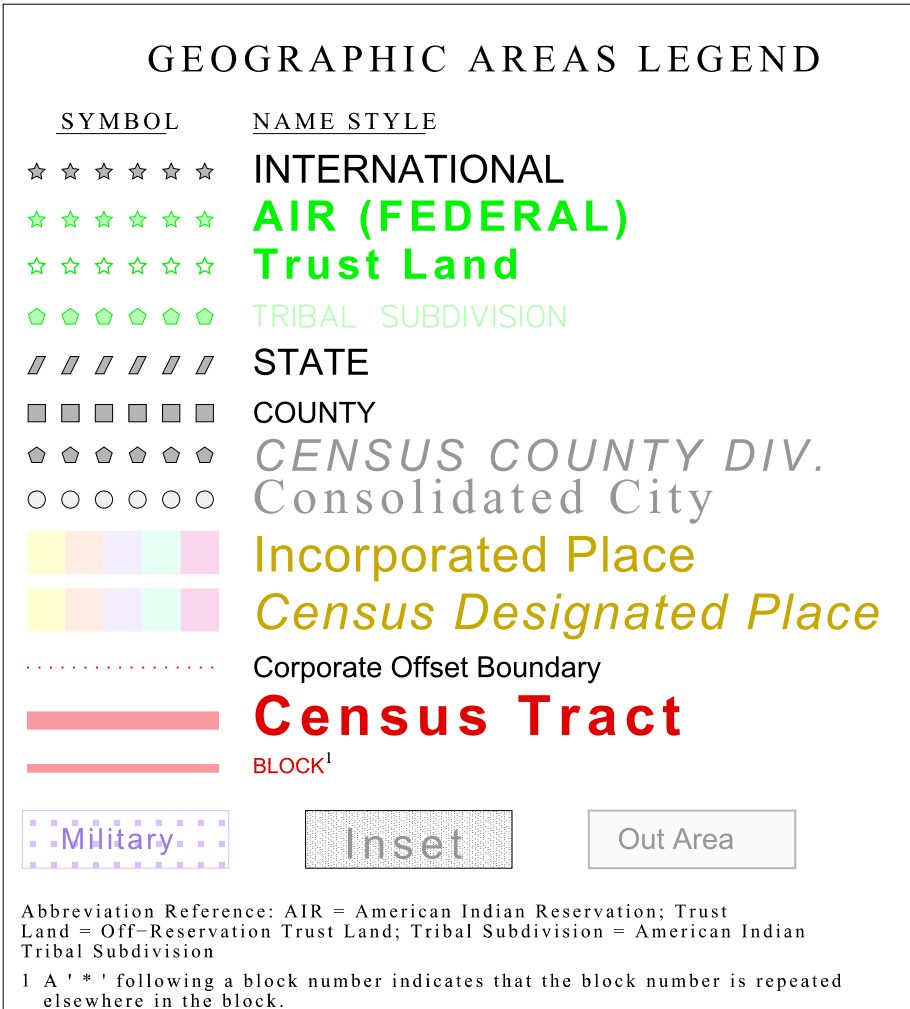 GEOGRAPHIC AREAS LEGEND
SYMBOL NAME STYLE
INTERNATIONAL
AIR (FEDERAL)
Trust Land
TRIBAL SUBDIVISION
STATE
COUNTY
CENSUS COUNTY DIV.
Consolidated City
Incorporated Place
Census Designated Place
Corporate Offset Boundary
Census Tract
BLOCK1
Military Inset Out Area
Abbreviation Reference: AIR = American Indian Reservation; Trust
Land = Off−Reservation Trust Land; Tribal Subdivision = American Indian
Tribal Subdivision
1 A ' * ' following a block number indicates that the block number is repeated
elsewhere in the block.